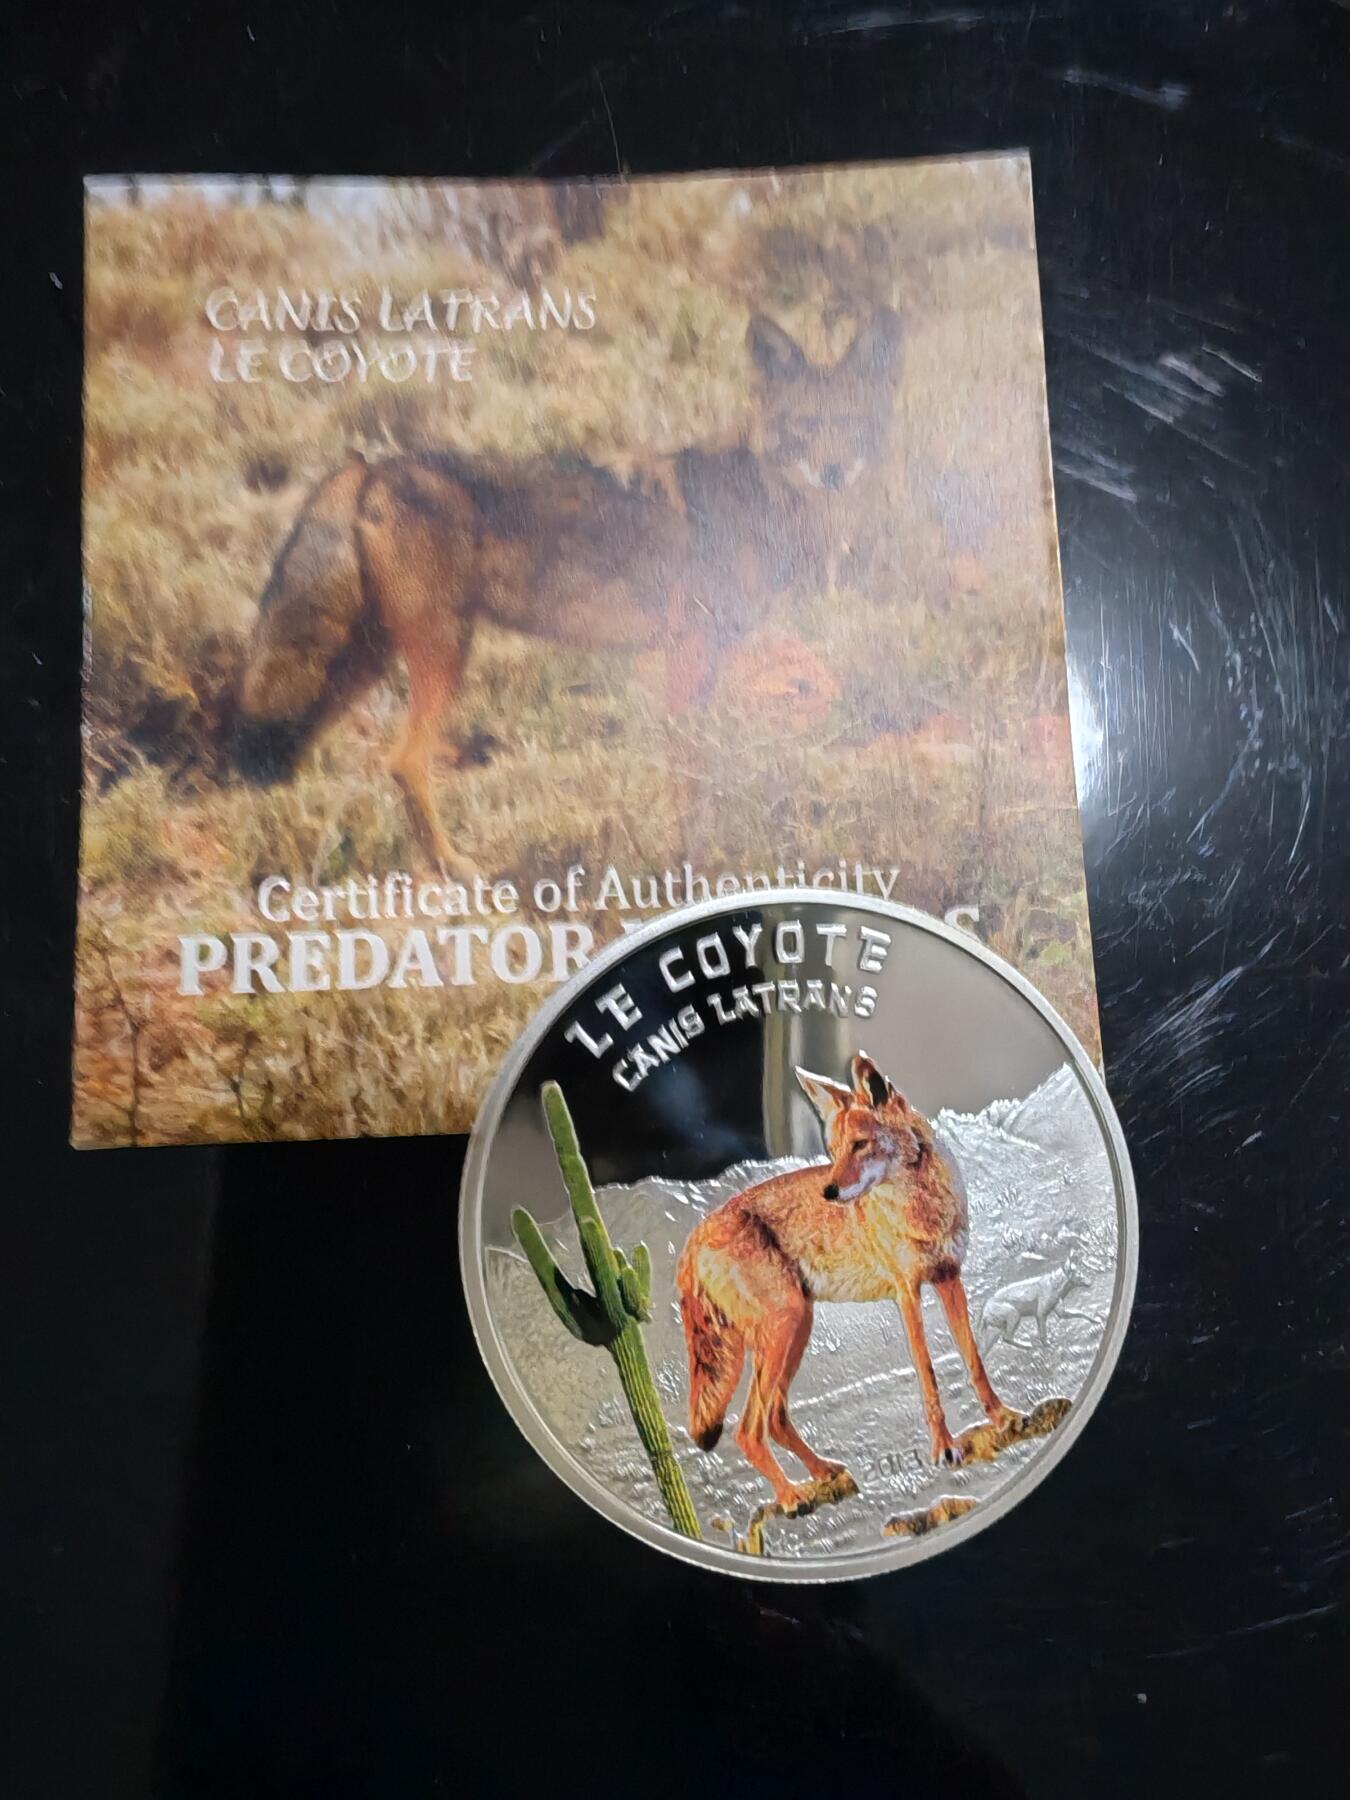 CANIS LATRANS
LE COYOTE
Certificate of Authenticity
PREDATOR
LE COYOTE
CANIS LATRANS
2013